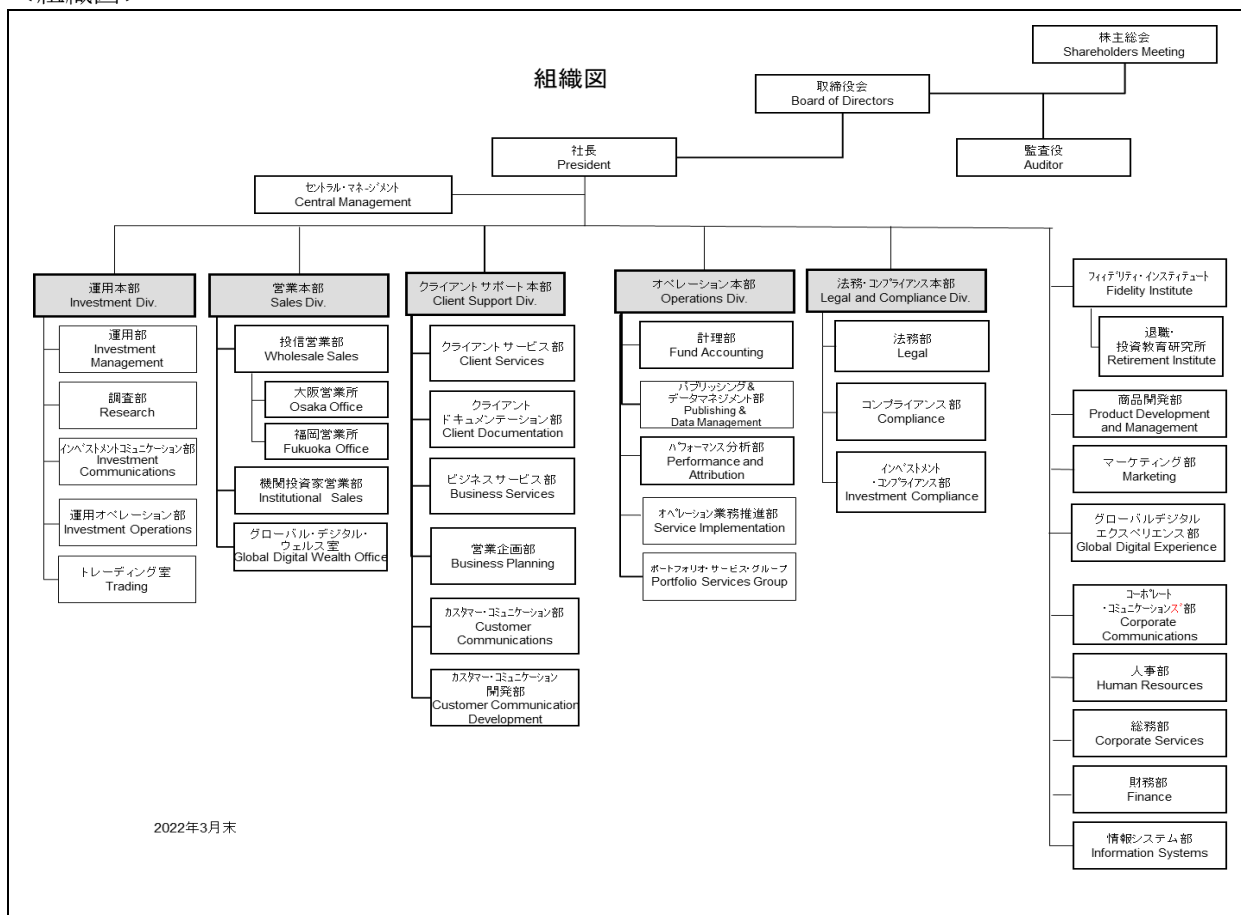 <組織図>
株主総会
Shareholders Meeting
組織図
取締役会
Board of Directors
社長
President
監査役
Auditor
セントラル・マネージメント
Central Management
運用本部
Investment Div.
運用部
Investment
Management
調査部
Research
インベストメントコミュニケーション部
Investment
Communications
運用オペレーション部
Investment Operations
トレーディング室
Trading
営業本部
Sales Div.
投信営業部
Wholesale Sales
大阪営業所
Osaka Office
福岡営業所
Fukuoka Office
機関投資家営業部
Institutional Sales
グローバル・デジタル・
ウェルス室
Global Digital Wealth Office
クライアントサポート本部
Client Support Div.
クライアントサービス部
Client Services
クライアント
ドキュメンテーション部
Client Documentation
ビジネスサービス部
Business Services
営業企画部
Business Planning
カスタマー・コミュニケーション部
Customer
Communications
カスタマー・コミュニケーション
開発部
Customer Communication
Development
オペレーション本部
Operations Div.
計理部
Fund Accounting
パブリッシング&
データマネジメント部
Publishing &
Data Management
パフォーマンス分析部
Performance and
Attribution
オペレーション業務推進部
Service Implementation
ポートフォリオ・サービス・グループ
Portfolio Services Group
法務・コンプライアンス本部
Legal and Compliance Div.
法務部
Legal
コンプライアンス部
Compliance
インベストメント
・コンプライアンス部
Investment Compliance
フィデリティ・インスティテュート
Fidelity Institute
退職・
投資教育研究所
Retirement Institute
商品開発部
Product Development
and Management
マーケティング部
Marketing
グローバルデジタル
エクスペリエンス部
Global Digital Experience
コーポレート
・コミュニケーションズ部
Corporate
Communications
人事部
Human Resources
総務部
Corporate Services
財務部
Finance
情報システム部
Information Systems
2022年3月末